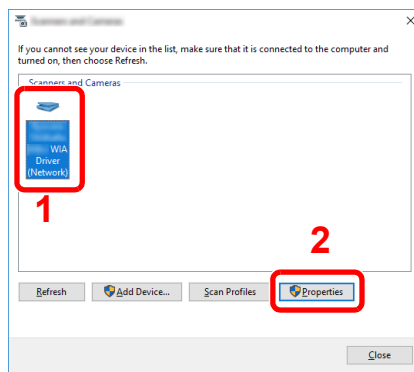 If you cannot see your device in the list, make sure that it is connected to the computer and
turned on, then choose Refresh.
Scanners and Cameras
WIA
Driver
(Network)
1
2
Refresh
Add Device...
Scan Profiles
Properties
Close